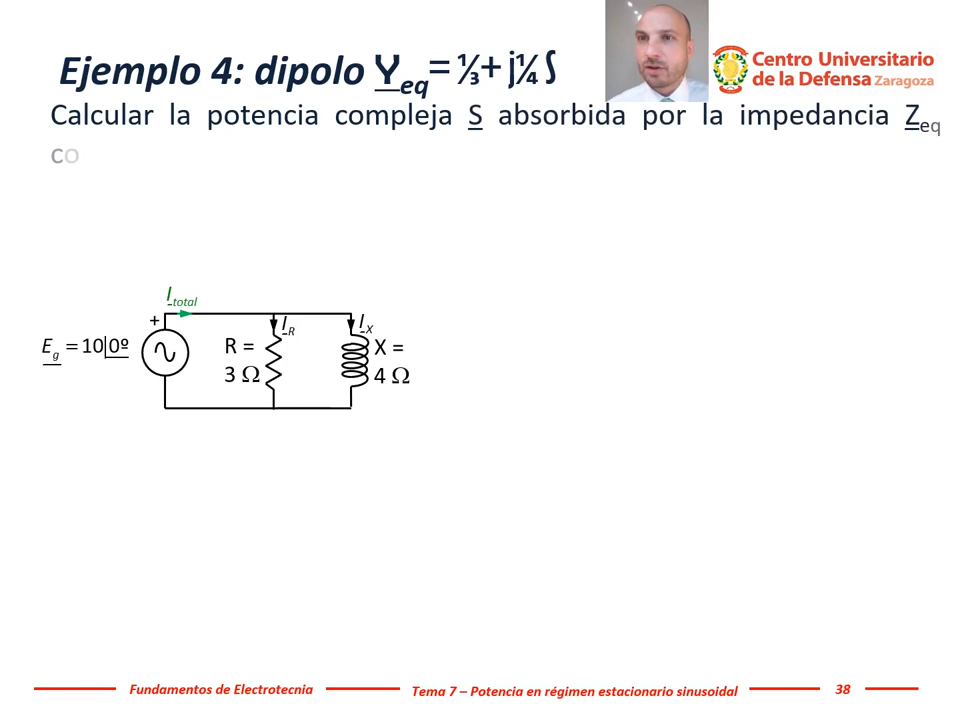 Ejemplo 4: dipolo Yeq= ⅓+ j¼ S
Centro Universitario
de la Defensa Zaragoza
Calcular la potencia compleja S absorbida por la impedancia Zeq
co
Itotal
+
IR
IX
Eg = 10|0º
R =
3 Ω
X =
4 Ω
Fundamentos de Electrotecnia
Tema 7 – Potencia en régimen estacionario sinusoidal
38